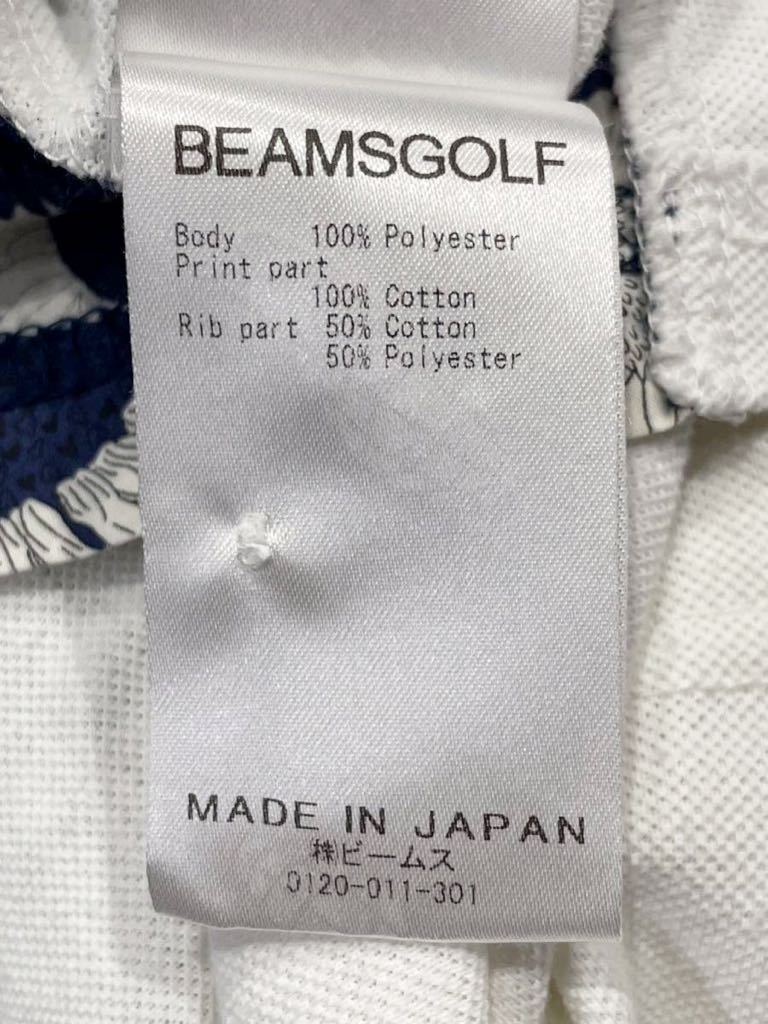 BEAMSGOLF
Body 100% Polyester
Print part
100% Cotton
Rib part 50% Cotton
50% Polyester
MADE IN JAPAN
㈱ビームス
0120-011-301